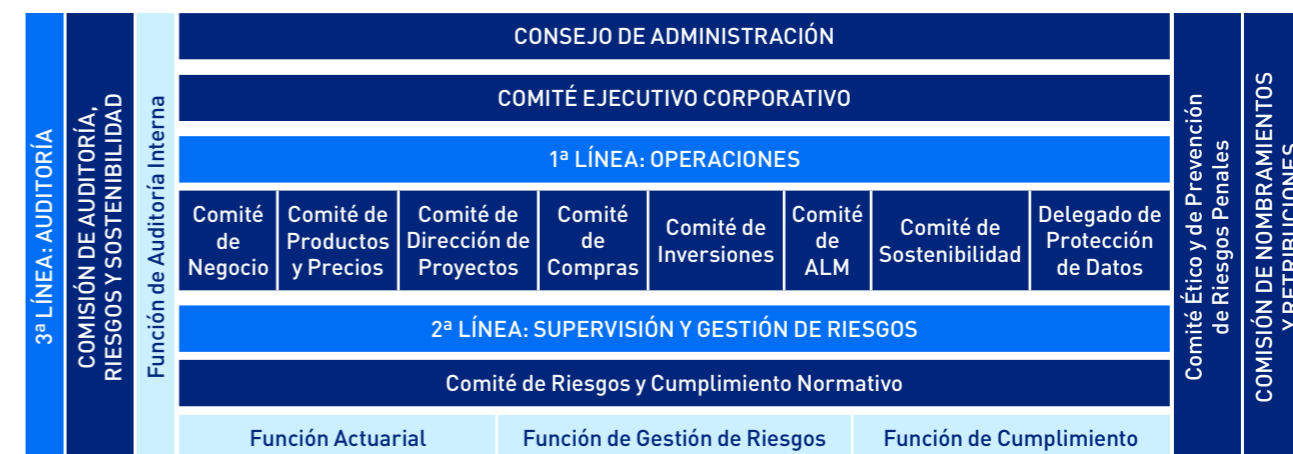 3ª LÍNEA: AUDITORÍA
COMISIÓN DE AUDITORÍA,
RIESGOS Y SOSTENIBILIDAD
Función de Auditoría Interna
CONSEJO DE ADMINISTRACIÓN
COMITÉ EJECUTIVO CORPORATIVO
1ª LÍNEA: OPERACIONES
Comité
de
Negocio
Comité de
Productos
y Precios
Comité de
Dirección de
Proyectos
Comité
de
Compras
Comité de
Inversiones
Comité
de
ALM
Comité de
Sostenibilidad
Delegado de
Protección
de Datos
2ª LÍNEA: SUPERVISIÓN Y GESTIÓN DE RIESGOS
Comité de Riesgos y Cumplimiento Normativo
Función Actuarial
Función de Gestión de Riesgos
Función de Cumplimiento
Comité Ético y de Prevención
de Riesgos Penales
COMISIÓN DE NOMBRAMIENTOS
Y RETRIBUCIONES